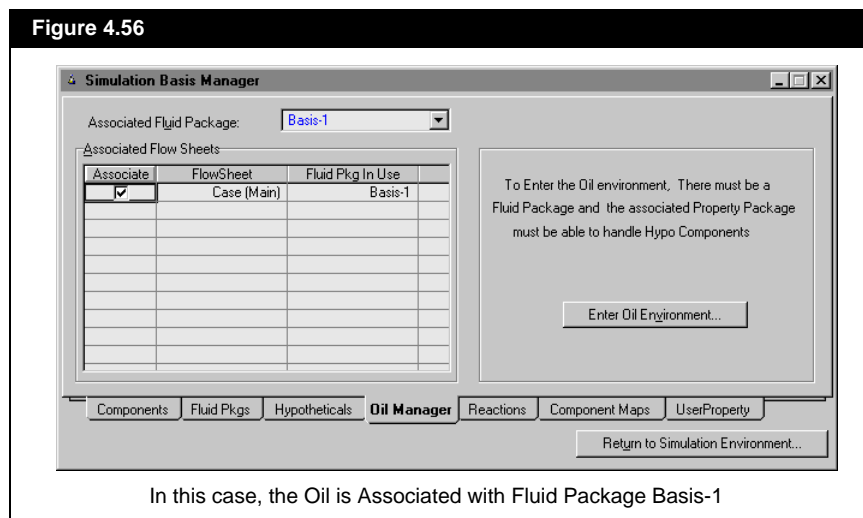 Figure 4.56
Simulation Basis Manager
Associated Fluid Package: Basis-1
Associated Flow Sheets
Associate FlowSheet Fluid Pkg In Use
Case (Main) Basis-1
To Enter the Oil environment, There must be a
Fluid Package and the associated Property Package
must be able to handle Hypo Components
Enter Oil Environment...
Components Fluid Pkgs Hypotheticals Oil Manager Reactions Component Maps UserProperty
Return to Simulation Environment...
In this case, the Oil is Associated with Fluid Package Basis-1